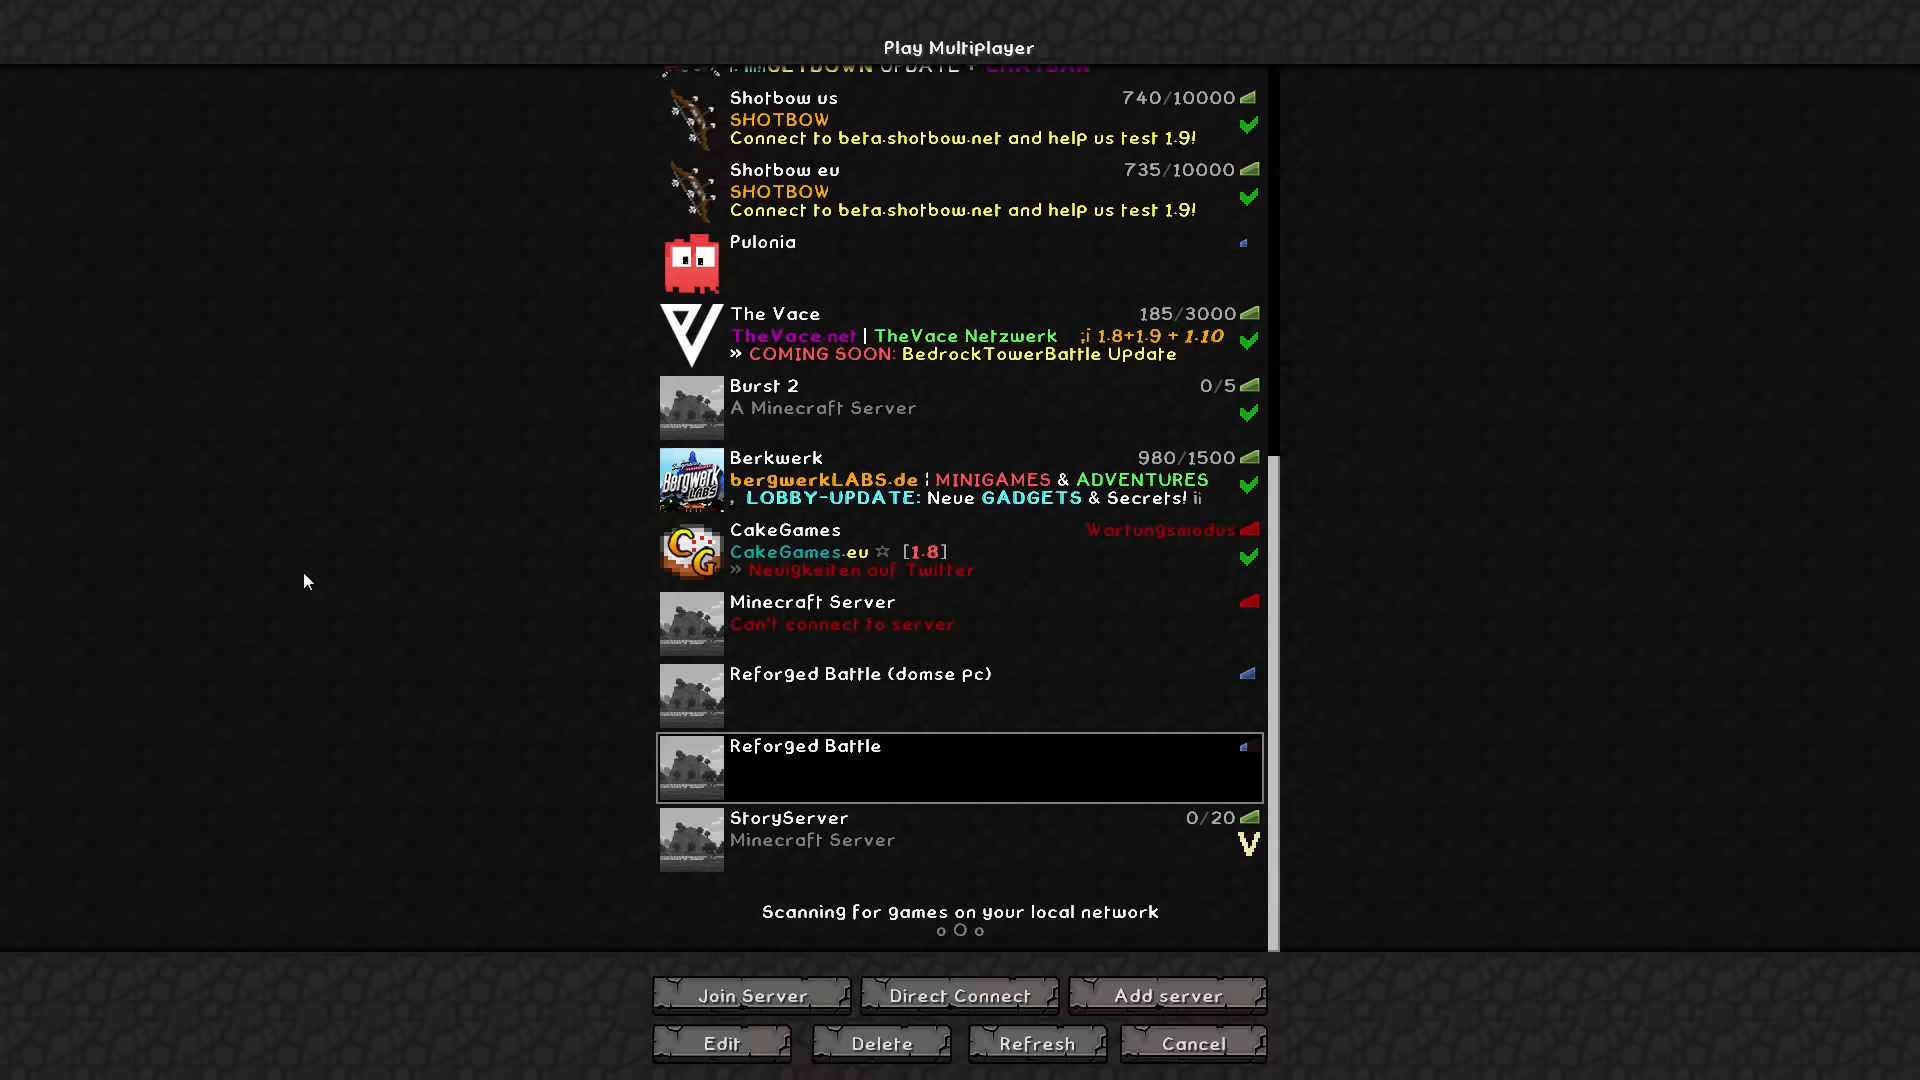 Play Multiplayer
GETDOWN UPDATE + CHATBAN
Shotbow us 740/10000
SHOTBOW
Connect to beta.shotbow.net and help us test 1.9!
Shotbow eu 735/10000
SHOTBOW
Connect to beta.shotbow.net and help us test 1.9!
Pulonia
The Vace 185/3000
TheVace.net | TheVace Netzwerk 1.8+1.9 + 1.10
» COMING SOON: BedrockTowerBattle Update
Burst 2 0/5
A Minecraft Server
Berkwerk 980/1500
Bergwerk LABS
bergwerkLABS.de ¦ MINIGAMES & ADVENTURES
LOBBY-UPDATE: Neue GADGETS & Secrets!
CakeGames Wartungsmodus
CG
CakeGames.eu ☆ [1.8]
» Neuigkeiten auf Twitter
Minecraft Server
Can't connect to server
Reforged Battle (domse pc)
Reforged Battle
StoryServer 0/20
Minecraft Server
Scanning for games on your local network
o O o
Join Server Direct Connect Add server
Edit Delete Refresh Cancel